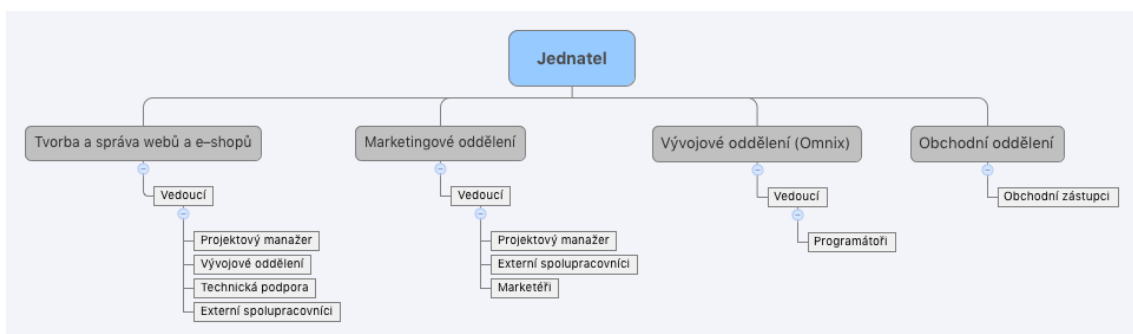 Jednatel
Tvorba a správa webů a e–shopů
Marketingové oddělení
Vývojové oddělení (Omnix)
Obchodní oddělení
Vedoucí
Vedoucí
Vedoucí
Obchodní zástupci
Projektový manažer
Projektový manažer
Programátoři
Vývojové oddělení
Externí spolupracovníci
Technická podpora
Marketéři
Externí spolupracovníci